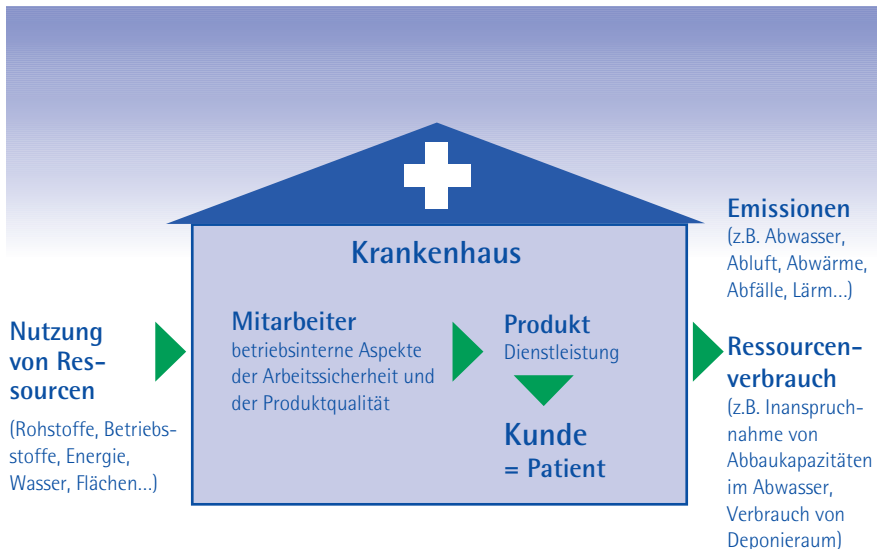 Krankenhaus
Nutzung
von Res-
sourcen
(Rohstoffe, Betriebs-
stoffe, Energie,
Wasser, Flächen...)
Mitarbeiter
betriebsinterne Aspekte
der Arbeitssicherheit und
der Produktqualität
Produkt
Dienstleistung
Kunde
= Patient
Emissionen
(z.B. Abwasser,
Abluft, Abwärme,
Abfälle, Lärm...)
Ressourcen-
verbrauch
(z.B. Inanspruch-
nahme von
Abbaukapazitäten
im Abwasser,
Verbrauch von
Deponieraum)